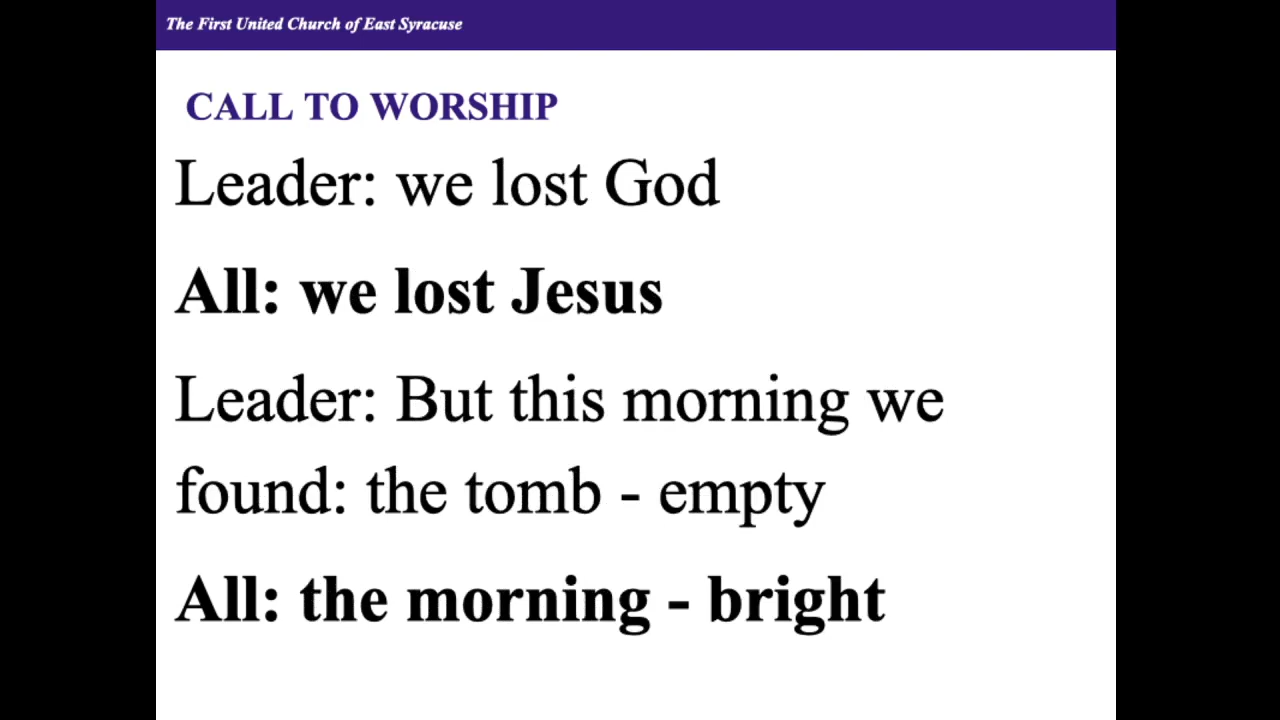 The First United Church of East Syracuse
CALL TO WORSHIP
Leader: we lost God
All: we lost Jesus
Leader: But this morning we
found: the tomb - empty
All: the morning - bright